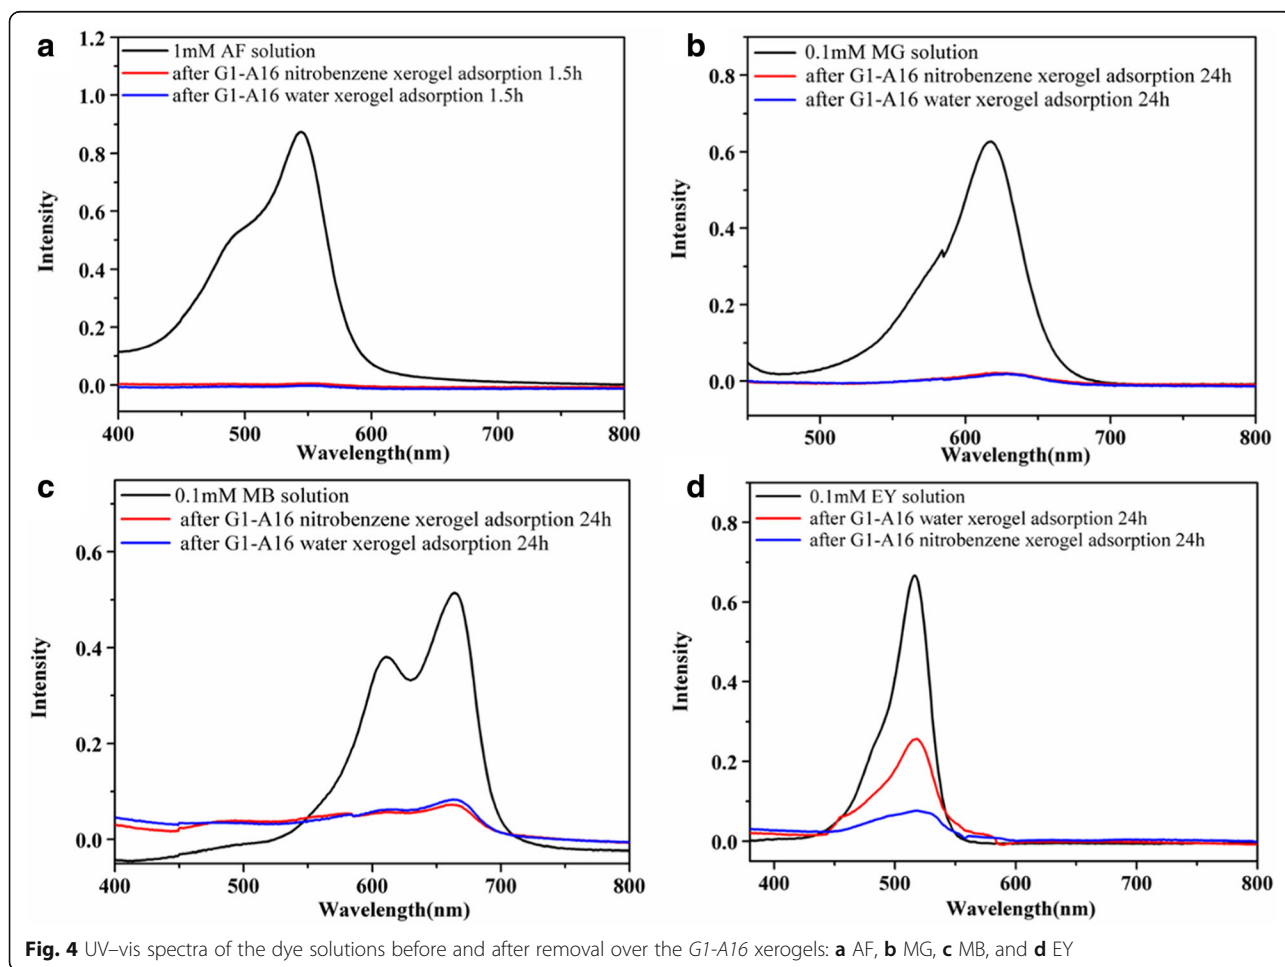 a
1.2
1mM AF solution
after G1-A16 nitrobenzene xerogel adsorption 1.5h
after G1-A16 water xerogel adsorption 1.5h
1.0
0.8
0.6
0.4
0.2
0.0
Intensity
400 500 600 700 800
Wavelength(nm)
b
0.1mM MG solution
after G1-A16 nitrobenzene xerogel adsorption 24h
after G1-A16 water xerogel adsorption 24h
0.8
0.6
0.4
0.2
0.0
Intensity
500 600 700 800
Wavelength(nm)
c
0.1mM MB solution
after G1-A16 nitrobenzene xerogel adsorption 24h
after G1-A16 water xerogel adsorption 24h
0.6
0.4
0.2
0.0
Intensity
400 500 600 700 800
Wavelength(nm)
d
0.1mM EY solution
after G1-A16 water xerogel adsorption 24h
after G1-A16 nitrobenzene xerogel adsorption 24h
0.8
0.6
0.4
0.2
0.0
Intensity
400 500 600 700 800
Wavelength(nm)
Fig. 4 UV–vis spectra of the dye solutions before and after removal over the G1-A16 xerogels: a AF, b MG, c MB, and d EY